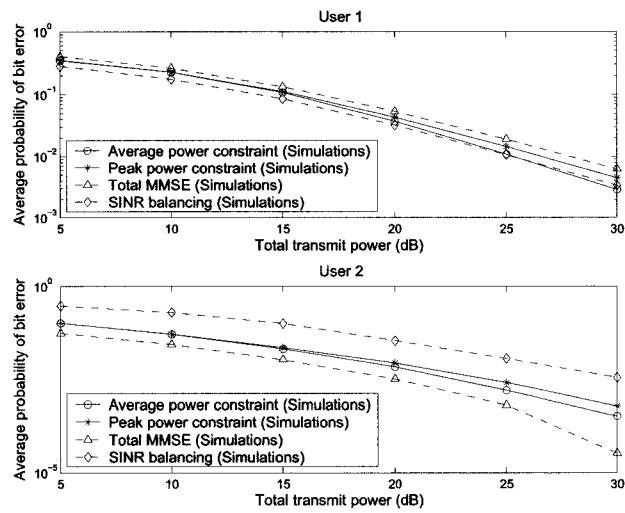 User 1
Average probability of bit error
10^0
10^-1
10^-2
10^-3
Average power constraint (Simulations)
Peak power constraint (Simulations)
Total MMSE (Simulations)
SINR balancing (Simulations)
5 10 15 20 25 30
Total transmit power (dB)
User 2
Average probability of bit error
10^0
10^-5
Average power constraint (Simulations)
Peak power constraint (Simulations)
Total MMSE (Simulations)
SINR balancing (Simulations)
5 10 15 20 25 30
Total transmit power (dB)